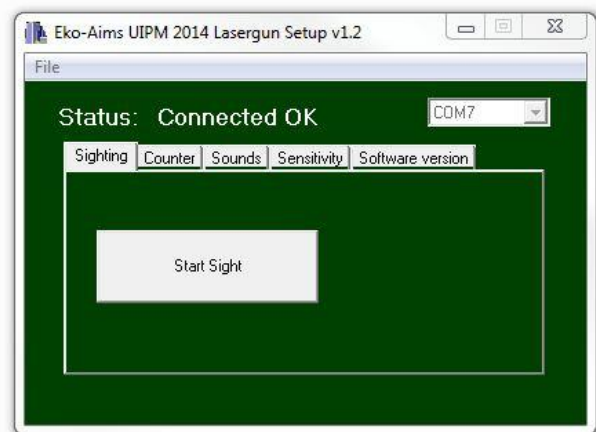 Eko-Aims UIPM 2014 Lasergun Setup v1.2
File
Status: Connected OK
COM7
Sighting Counter Sounds Sensitivity Software version
Start Sight